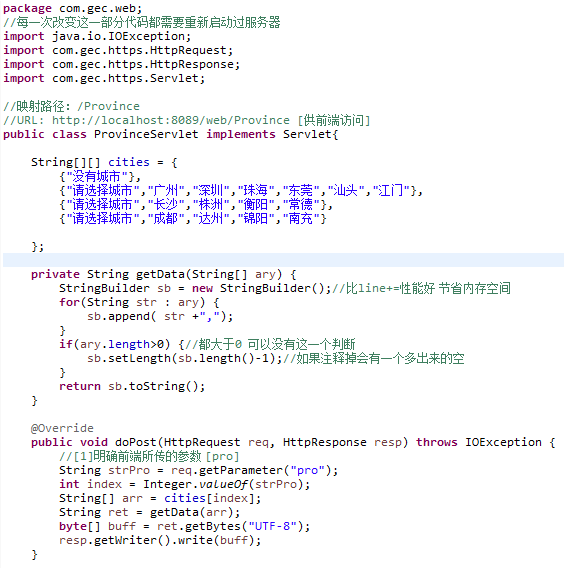 package com.gec.web;
//每一次改变这一部分代码都需要重新启动过服务器
import java.io.IOException;
import com.gec.https.HttpRequest;
import com.gec.https.HttpResponse;
import com.gec.https.Servlet;

//映射路径: /Province
//URL: http://localhost:8089/web/Province [供前端访问]
public class ProvinceServlet implements Servlet{

    String[][] cities = {
        {"没有城市"},
        {"请选择城市","广州","深圳","珠海","东莞","汕头","江门"},
        {"请选择城市","长沙","株洲","衡阳","常德"},
        {"请选择城市","成都","达州","锦阳","南充"}

    };

    private String getData(String[] ary) {
        StringBuilder sb = new StringBuilder();//比line+=性能好 节省内存空间
        for(String str : ary) {
            sb.append( str +",");
        }
        if(ary.length>0) {//都大于0 可以没有这一个判断
            sb.setLength(sb.length()-1);//如果注释掉会有一个多出来的空
        }
        return sb.toString();
    }

    @Override
    public void doPost(HttpRequest req, HttpResponse resp) throws IOException {
        //[1]明确前端所传的参数 [pro]
        String strPro = req.getParameter("pro");
        int index = Integer.valueOf(strPro);
        String[] arr = cities[index];
        String ret = getData(arr);
        byte[] buff = ret.getBytes("UTF-8");
        resp.getWriter().write(buff);
    }